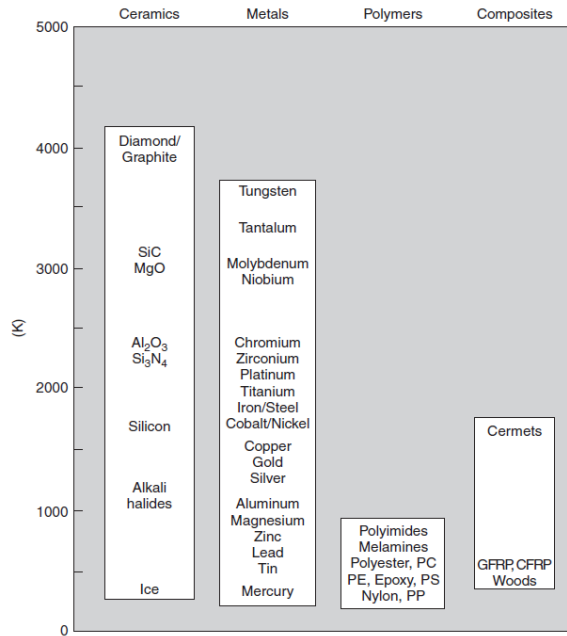 Ceramics Metals Polymers Composites
5000
4000
3000
2000
1000
0
(K)
Diamond/
Graphite
SiC
MgO
Al₂O₃
Si₃N₄
Silicon
Alkali
halides
Ice
Tungsten
Tantalum
Molybdenum
Niobium
Chromium
Zirconium
Platinum
Titanium
Iron/Steel
Cobalt/Nickel
Copper
Gold
Silver
Aluminum
Magnesium
Zinc
Lead
Tin
Mercury
Polyimides
Melamines
Polyester, PC
PE, Epoxy, PS
Nylon, PP
Cermets
GFRP, CFRP
Woods